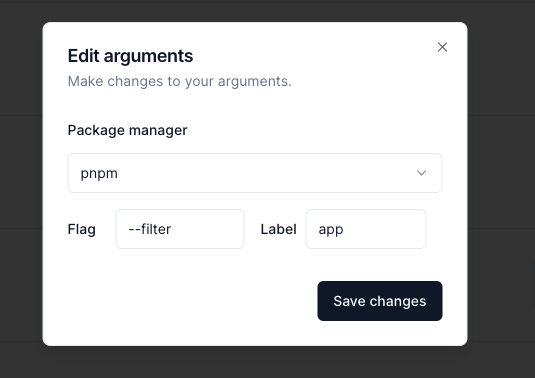 Edit arguments
Make changes to your arguments.
Package manager
pnpm
Flag --filter Label app
Save changes